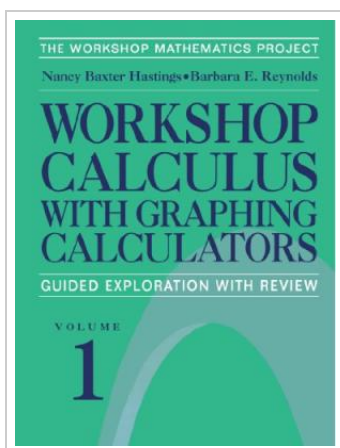 THE WORKSHOP MATHEMATICS PROJECT
Nancy Baxter Hastings•Barbara E. Reynolds
WORKSHOP
CALCULUS
WITH GRAPHING
CALCULATORS
GUIDED EXPLORATION WITH REVIEW
VOLUME
1